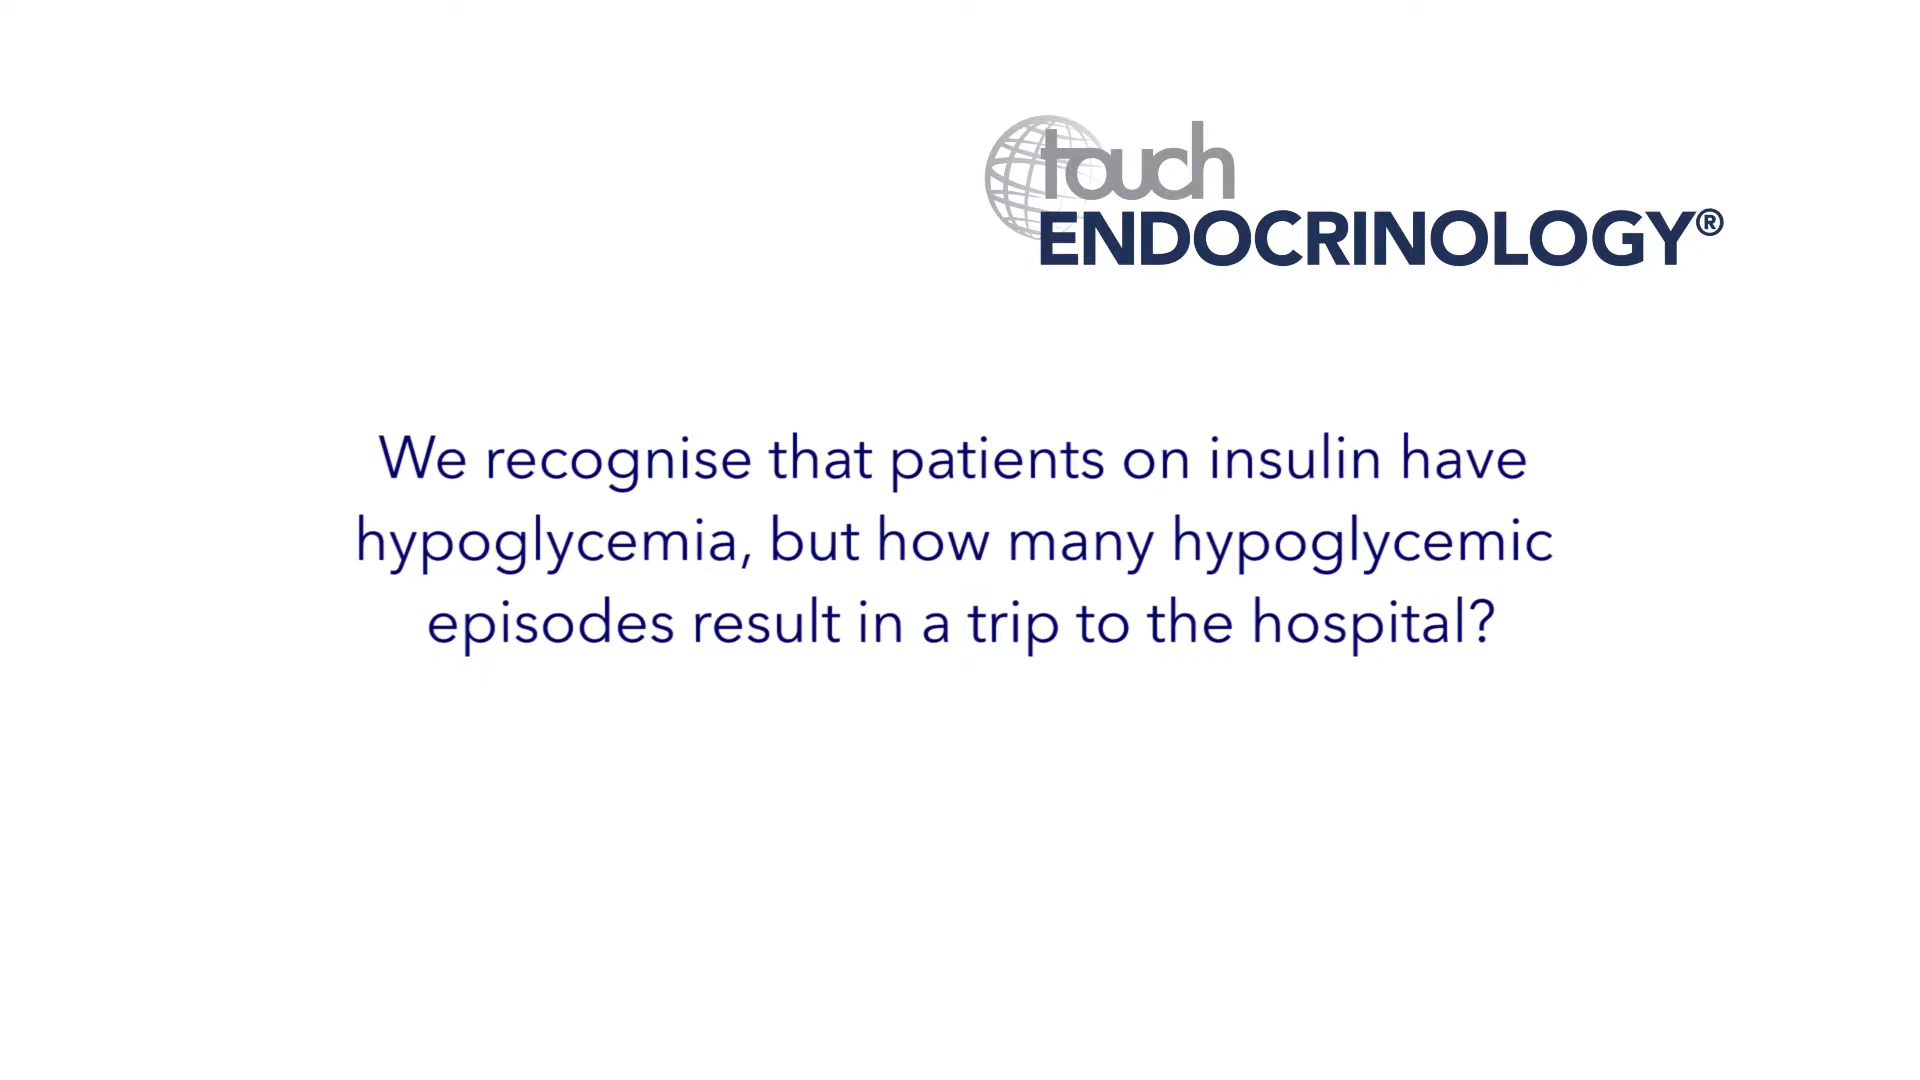 touch
ENDOCRINOLOGY®
We recognise that patients on insulin have
hypoglycemia, but how many hypoglycemic
episodes result in a trip to the hospital?